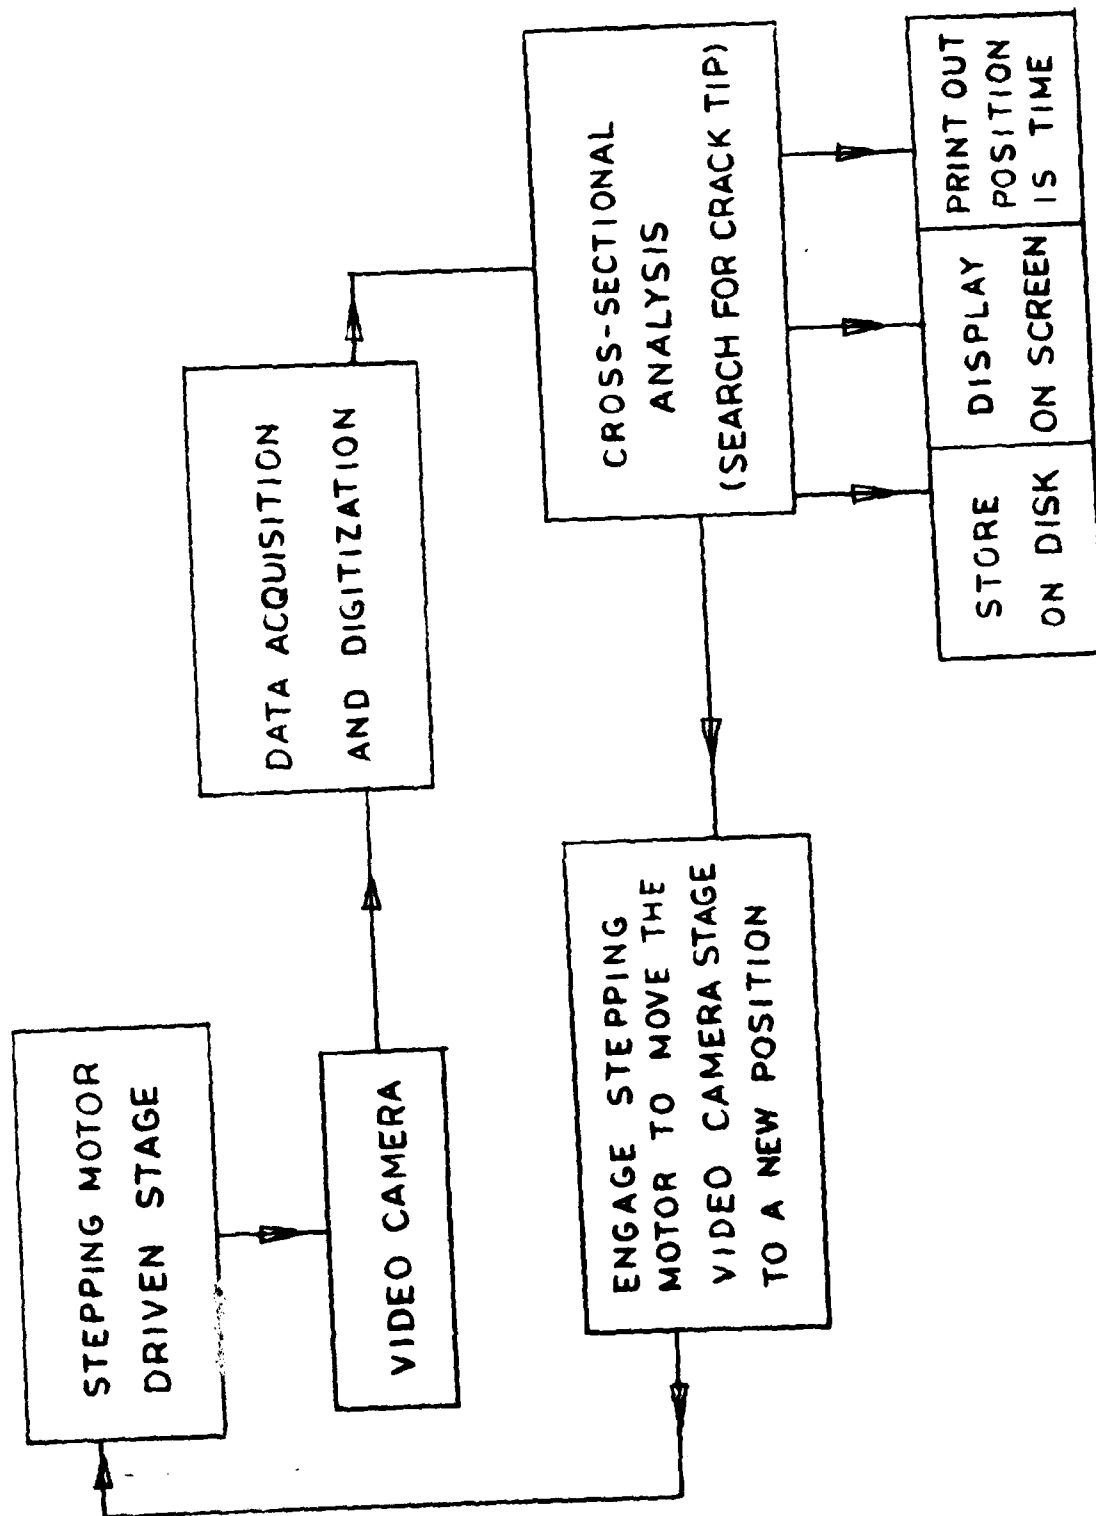 STEPPING MOTOR
DRIVEN STAGE
VIDEO CAMERA
DATA ACQUISITION
AND DIGITIZATION
CROSS-SECTIONAL
ANALYSIS
(SEARCH FOR CRACK TIP)
ENGAGE STEPPING
MOTOR TO MOVE THE
VIDEO CAMERA STAGE
TO A NEW POSITION
STORE
ON DISK
DISPLAY
ON SCREEN
PRINT OUT
POSITION
IS TIME